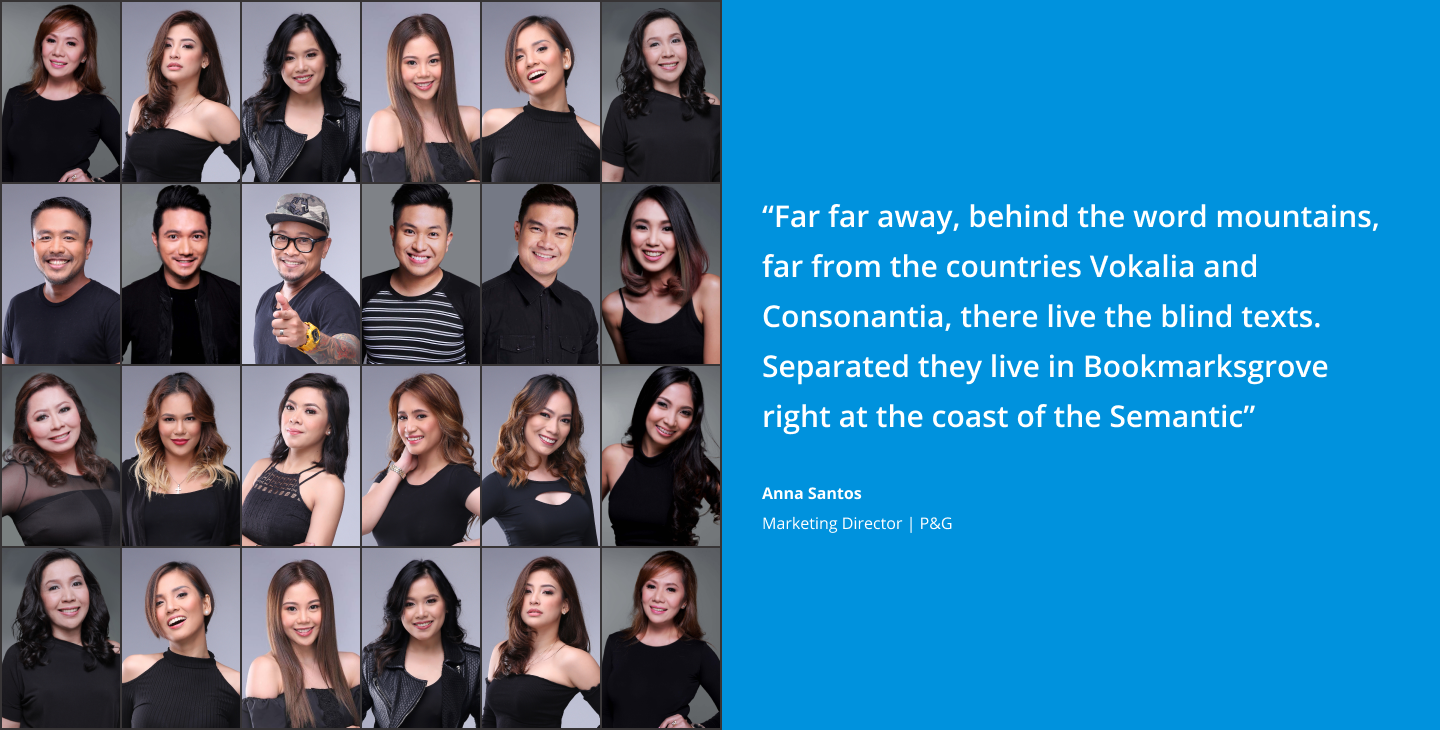 “Far far away, behind the word mountains,
far from the countries Vokalia and
Consonantia, there live the blind texts.
Separated they live in Bookmarksgrove
right at the coast of the Semantic”
Anna Santos
Marketing Director | P&G